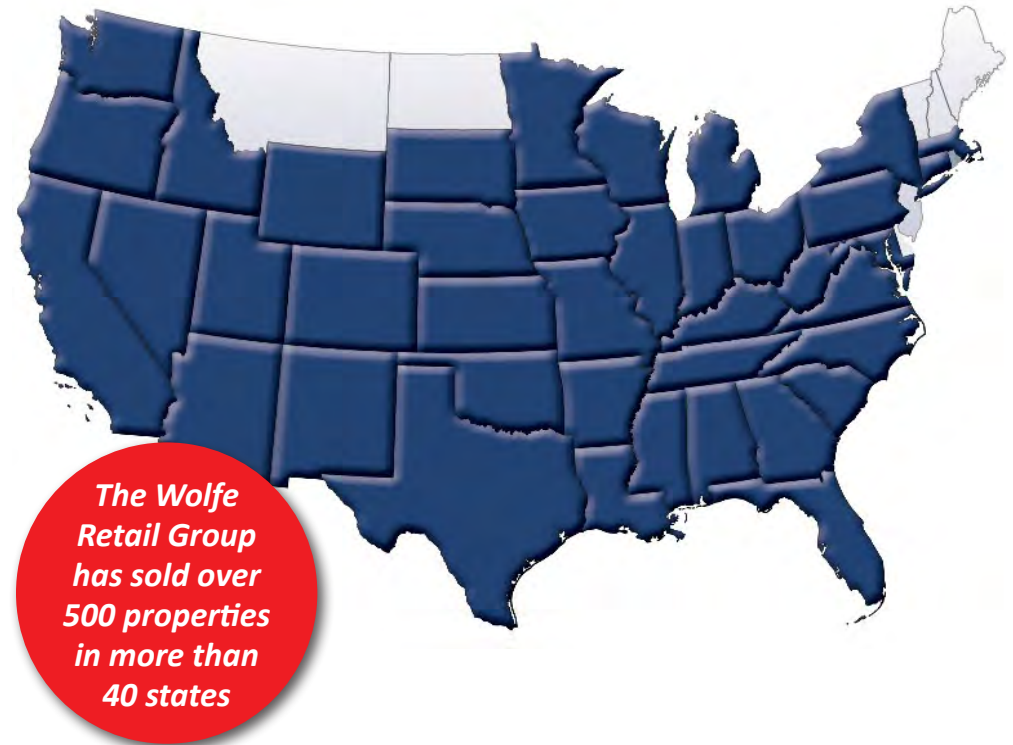 The Wolfe
Retail Group
has sold over
500 properties
in more than
40 states